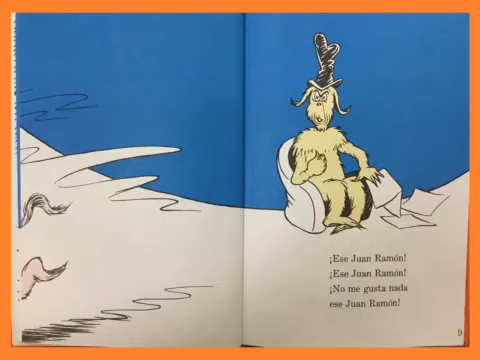 ¡Ese Juan Ramón!
¡Ese Juan Ramón!
¡No me gusta nada
ese Juan Ramón!
9